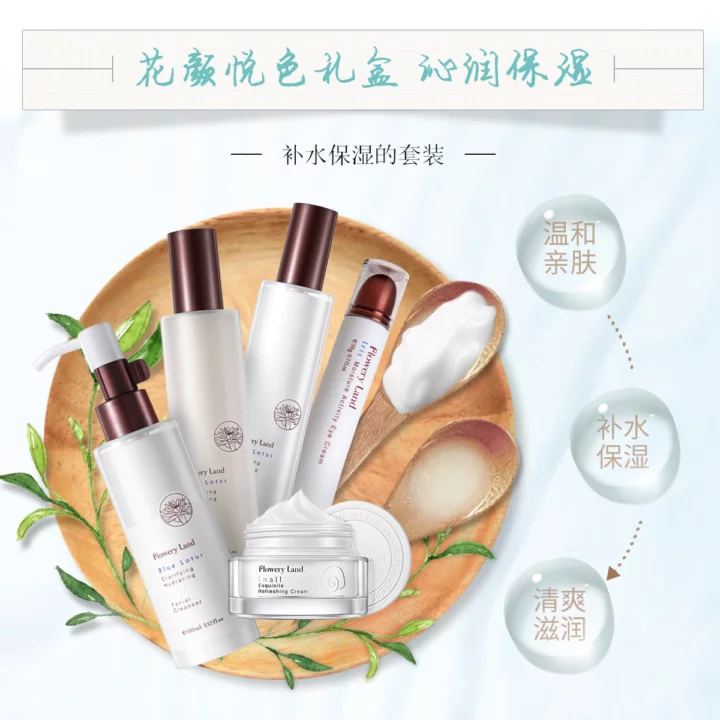 花颜悦色礼盒 沁润保湿
补水保湿的套装
温和
亲肤
补水
保湿
清爽
滋润
Flowery Land
Iris
Moisture Activity Eye Cream
Flowery Land
Blue Lotus
Clarifying
Hydrating
Facial
Cleanser
Flowery Land
Snail
Exquisite
Refreshing Cream